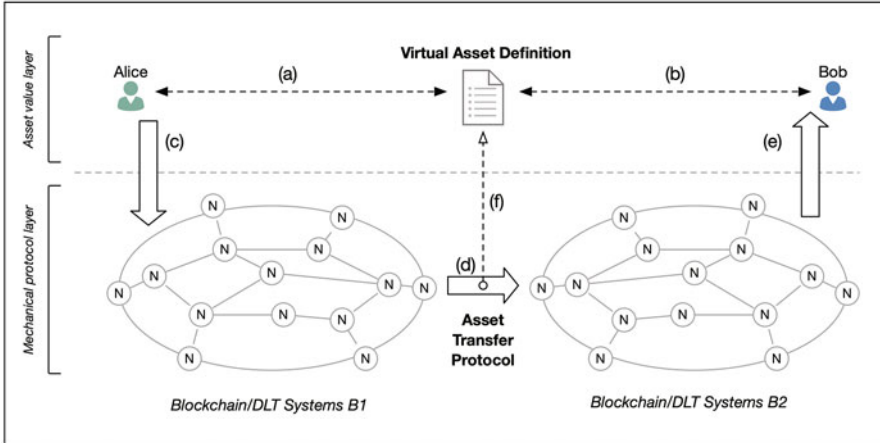 Asset value layer
Virtual Asset Definition
Alice
(a)
(b)
Bob
(c)
(e)
(f)
Mechanical protocol layer
N
N
N
N
N
N
N
N
N
N
N
N
N
N
(d)
Asset
Transfer
Protocol
N
N
N
N
N
N
N
N
N
N
N
N
N
N
Blockchain/DLT Systems B1
Blockchain/DLT Systems B2